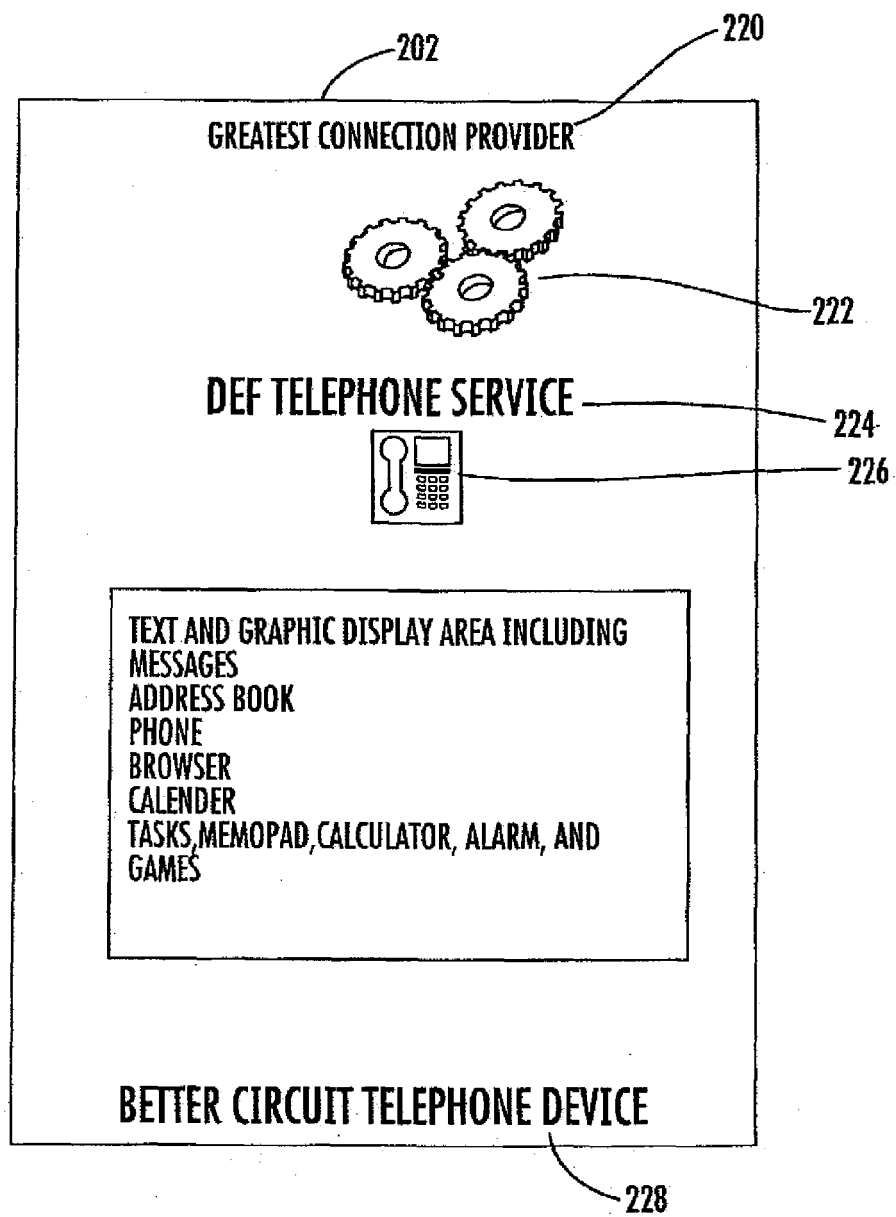 220
202
GREATEST CONNECTION PROVIDER
222
DEF TELEPHONE SERVICE
224
226
TEXT AND GRAPHIC DISPLAY AREA INCLUDING
MESSAGES
ADDRESS BOOK
PHONE
BROWSER
CALENDER
TASKS,MEMOPAD,CALCULATOR, ALARM, AND
GAMES
BETTER CIRCUIT TELEPHONE DEVICE
228